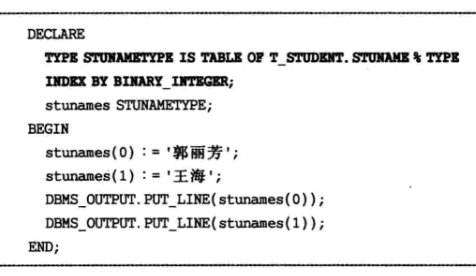 DECLARE
TYPE STUNAMETYPE IS TABLE OF T_STUDENT.STUNAME % TYPE
INDEX BY BINARY_INTEGER;
stunames STUNAMETYPE;
BEGIN
stunames(0) := '郭丽芳';
stunames(1) := '王海';
DBMS_OUTPUT.PUT_LINE(stunames(0));
DBMS_OUTPUT.PUT_LINE(stunames(1));
END;